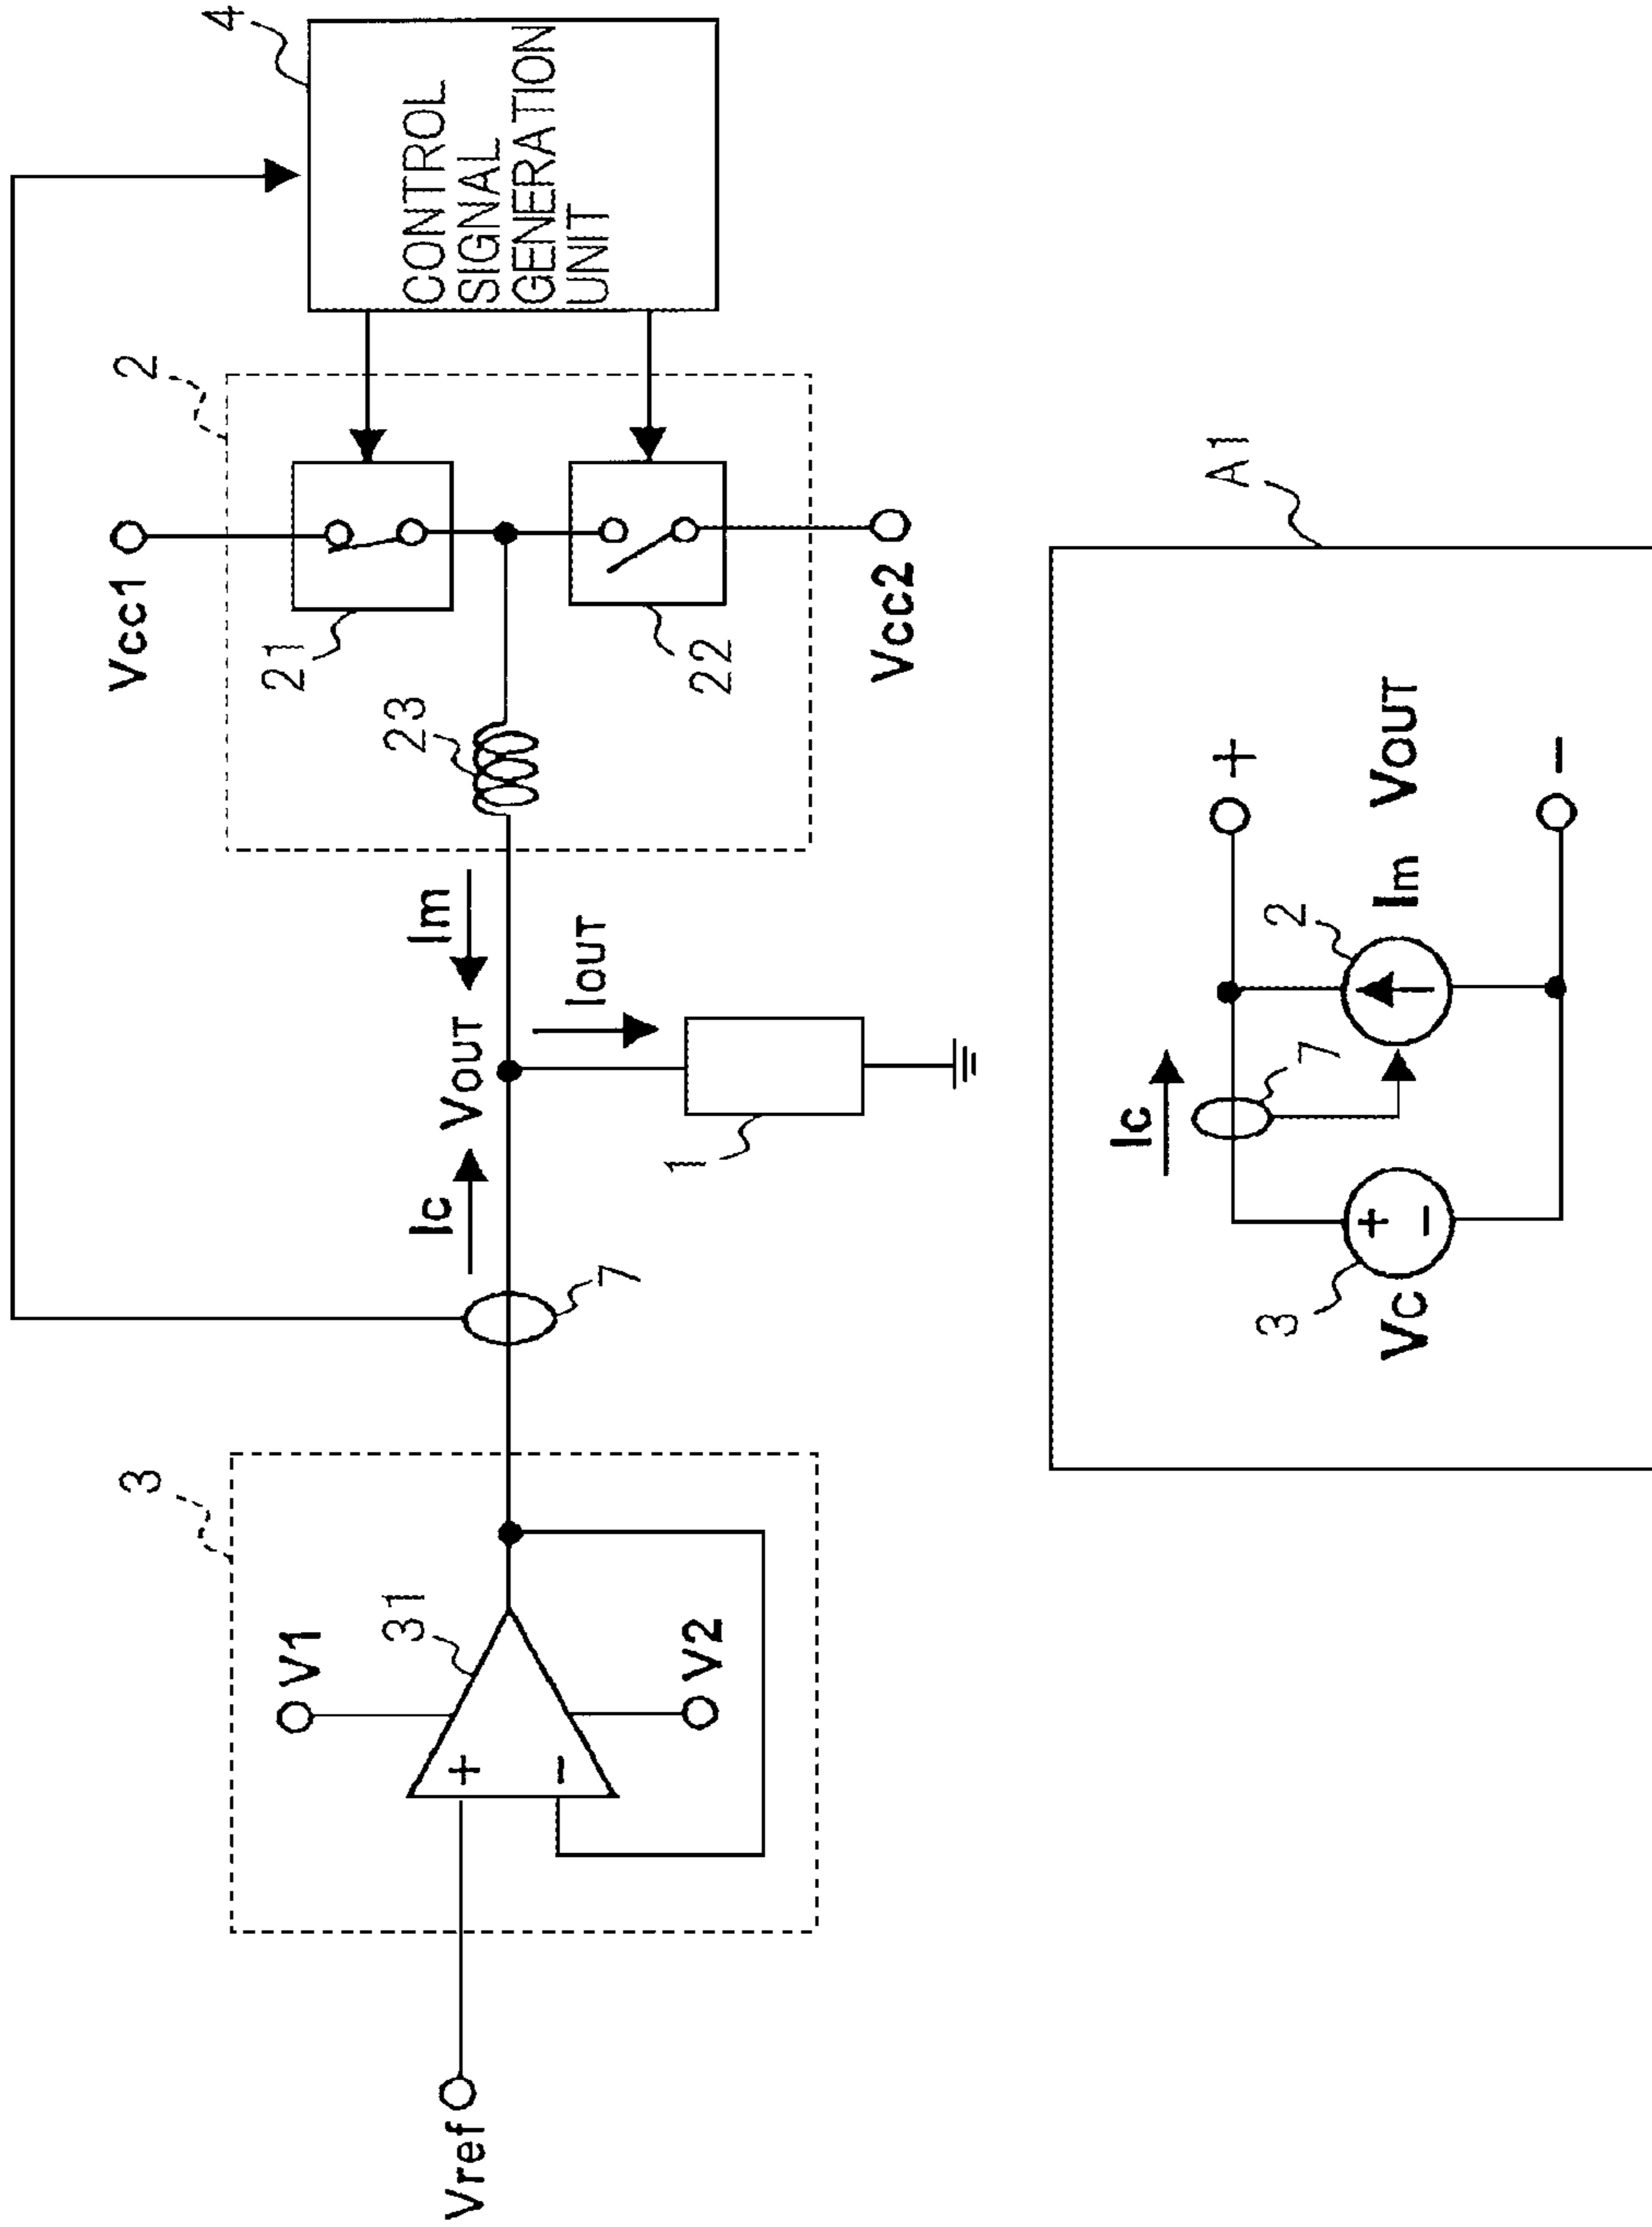 Vcc1
2
4
21
23
CONTROL
SIGNAL
GENERATION
UNIT
22
Vcc2
Im
VOUT
Ic
IOUT
7
1
3
V1
31
+
−
V2
Vref
A1
Ic
7
2
+
3
+
−
Vc
Im
VOUT
−